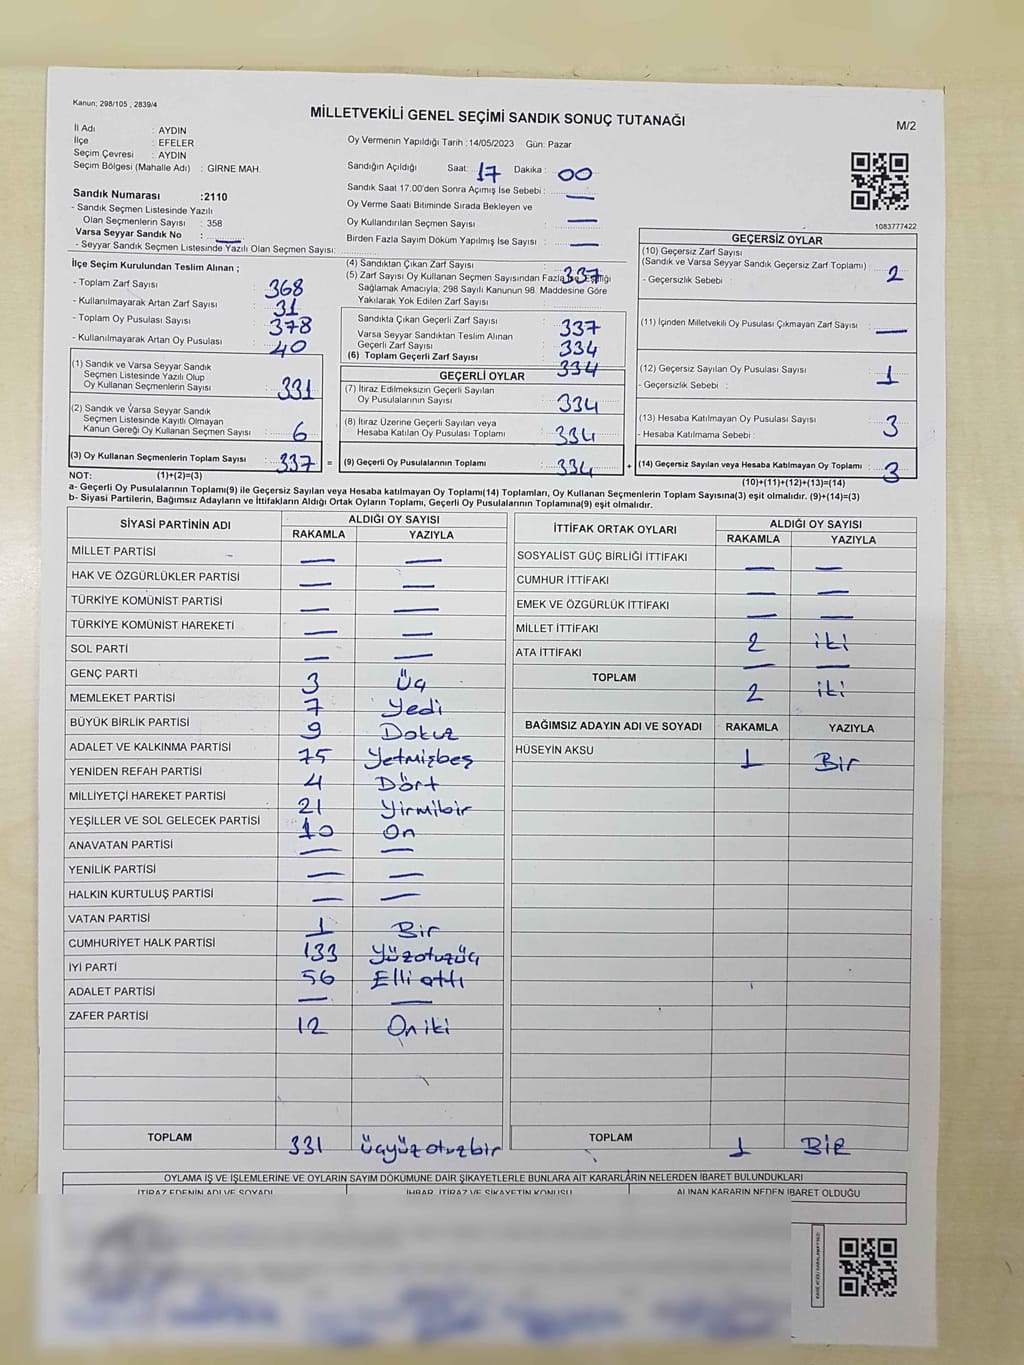 Kanun; 298/105 , 2839/4
MİLLETVEKİLİ GENEL SEÇİMİ SANDIK SONUÇ TUTANAĞI
M/2
İl Adı : AYDIN
İlçe : EFELER
Seçim Çevresi : AYDIN
Seçim Bölgesi (Mahalle Adı) : GİRNE MAH.
Oy Vermenin Yapıldığı Tarih :14/05/2023 Gün: Pazar
Sandığın Açıldığı Saat: 17 Dakika : 00
Sandık Saat 17:00'den Sonra Açımış İse Sebebi : —
Oy Verme Saati Bitiminde Sırada Bekleyen ve
Oy Kullandırılan Seçmen Sayısı : —
Birden Fazla Sayım Döküm Yapılmış İse Sayısı : —
Sandık Numarası :2110
- Sandık Seçmen Listesinde Yazılı
Olan Seçmenlerin Sayısı : 358
Varsa Seyyar Sandık No : —
- Seyyar Sandık Seçmen Listesinde Yazılı Olan Seçmen Sayısı:
1083777422
İlçe Seçim Kurulundan Teslim Alınan ;
- Toplam Zarf Sayısı : 368
- Kullanılmayarak Artan Zarf Sayısı : 31
- Toplam Oy Pusulası Sayısı : 378
- Kullanılmayarak Artan Oy Pusulası : 40
(1) Sandık ve Varsa Seyyar Sandık
Seçmen Listesinde Yazılı Olup
Oy Kullanan Seçmenlerin Sayısı : 331
(2) Sandık ve Varsa Seyyar Sandık
Seçmen Listesinde Kayıtlı Olmayan
Kanun Gereği Oy Kullanan Seçmen Sayısı : 6
(3) Oy Kullanan Seçmenlerin Toplam Sayısı : 337 =
(4) Sandıktan Çıkan Zarf Sayısı : 337
(5) Zarf Sayısı Oy Kullanan Seçmen Sayısından Fazla İse, Eşitliği
Sağlamak Amacıyla; 298 Sayılı Kanunun 98. Maddesine Göre
Yakılarak Yok Edilen Zarf Sayısı :
Sandıkta Çıkan Geçerli Zarf Sayısı : 337
Varsa Seyyar Sandıktan Teslim Alınan
Geçerli Zarf Sayısı : 334
(6) Toplam Geçerli Zarf Sayısı : 334
GEÇERLİ OYLAR
(7) İtiraz Edilmeksizin Geçerli Sayılan
Oy Pusulalarının Sayısı : 334
(8) İtiraz Üzerine Geçerli Sayılan veya
Hesaba Katılan Oy Pusulası Toplamı : 334
(9) Geçerli Oy Pusulalarının Toplamı : 334 +
GEÇERSİZ OYLAR
(10) Geçersiz Zarf Sayısı
(Sandık ve Varsa Seyyar Sandık Geçersiz Zarf Toplamı) : 2
- Geçersizlik Sebebi :
(11) İçinden Milletvekili Oy Pusulası Çıkmayan Zarf Sayısı : —
(12) Geçersiz Sayılan Oy Pusulası Sayısı : 1
- Geçersizlik Sebebi :
(13) Hesaba Katılmayan Oy Pusulası Sayısı : 3
- Hesaba Katılmama Sebebi :
(14) Geçersiz Sayılan veya Hesaba Katılmayan Oy Toplamı : 3
NOT: (1)+(2)=(3)
(10)+(11)+(12)+(13)=(14)
a- Geçerli Oy Pusulalarının Toplamı(9) ile Geçersiz Sayılan veya Hesaba katılmayan Oy Toplamı(14) Toplamları, Oy Kullanan Seçmenlerin Toplam Sayısına(3) eşit olmalıdır. (9)+(14)=(3)
b- Siyasi Partilerin, Bağımsız Adayların ve İttifakların Aldığı Ortak Oyların Toplamı, Geçerli Oy Pusulalarının Toplamına(9) eşit olmalıdır.
SİYASİ PARTİNİN ADI ALDIĞI OY SAYISI
RAKAMLA YAZIYLA
MİLLET PARTİSİ — —
HAK VE ÖZGÜRLÜKLER PARTİSİ — —
TÜRKİYE KOMÜNİST PARTİSİ — —
TÜRKİYE KOMÜNİST HAREKETİ — —
SOL PARTİ — —
GENÇ PARTİ 3 Üç
MEMLEKET PARTİSİ 7 Yedi
BÜYÜK BİRLİK PARTİSİ 9 Dokuz
ADALET VE KALKINMA PARTİSİ 75 Yetmişbeş
YENİDEN REFAH PARTİSİ 4 Dört
MİLLİYETÇİ HAREKET PARTİSİ 21 Yirmibir
YEŞİLLER VE SOL GELECEK PARTİSİ 10 On
ANAVATAN PARTİSİ — —
YENİLİK PARTİSİ — —
HALKIN KURTULUŞ PARTİSİ — —
VATAN PARTİSİ 1 Bir
CUMHURİYET HALK PARTİSİ 133 Yüzotuzüç
İYİ PARTİ 56 Elli altı
ADALET PARTİSİ — —
ZAFER PARTİSİ 12 On iki
TOPLAM 331 üçyüz otuzbir
İTTİFAK ORTAK OYLARI ALDIĞI OY SAYISI
RAKAMLA YAZIYLA
SOSYALİST GÜÇ BİRLİĞİ İTTİFAKI — —
CUMHUR İTTİFAKI — —
EMEK VE ÖZGÜRLÜK İTTİFAKI — —
MİLLET İTTİFAKI 2 iki
ATA İTTİFAKI — —
TOPLAM 2 iki
BAĞIMSIZ ADAYIN ADI VE SOYADI RAKAMLA YAZIYLA
HÜSEYİN AKSU 1 Bir
TOPLAM 1 BİR
OYLAMA İŞ VE İŞLEMLERİNE VE OYLARIN SAYIM DÖKÜMÜNE DAİR ŞİKAYETLERLE BUNLARA AİT KARARLARIN NELERDEN İBARET BULUNDUKLARI
İTİRAZ EDENİN ADI VE SOYADI İHBAR, İTİRAZ VE ŞİKAYETİN KONUSU ALINAN KARARIN NEDEN İBARET OLDUĞU